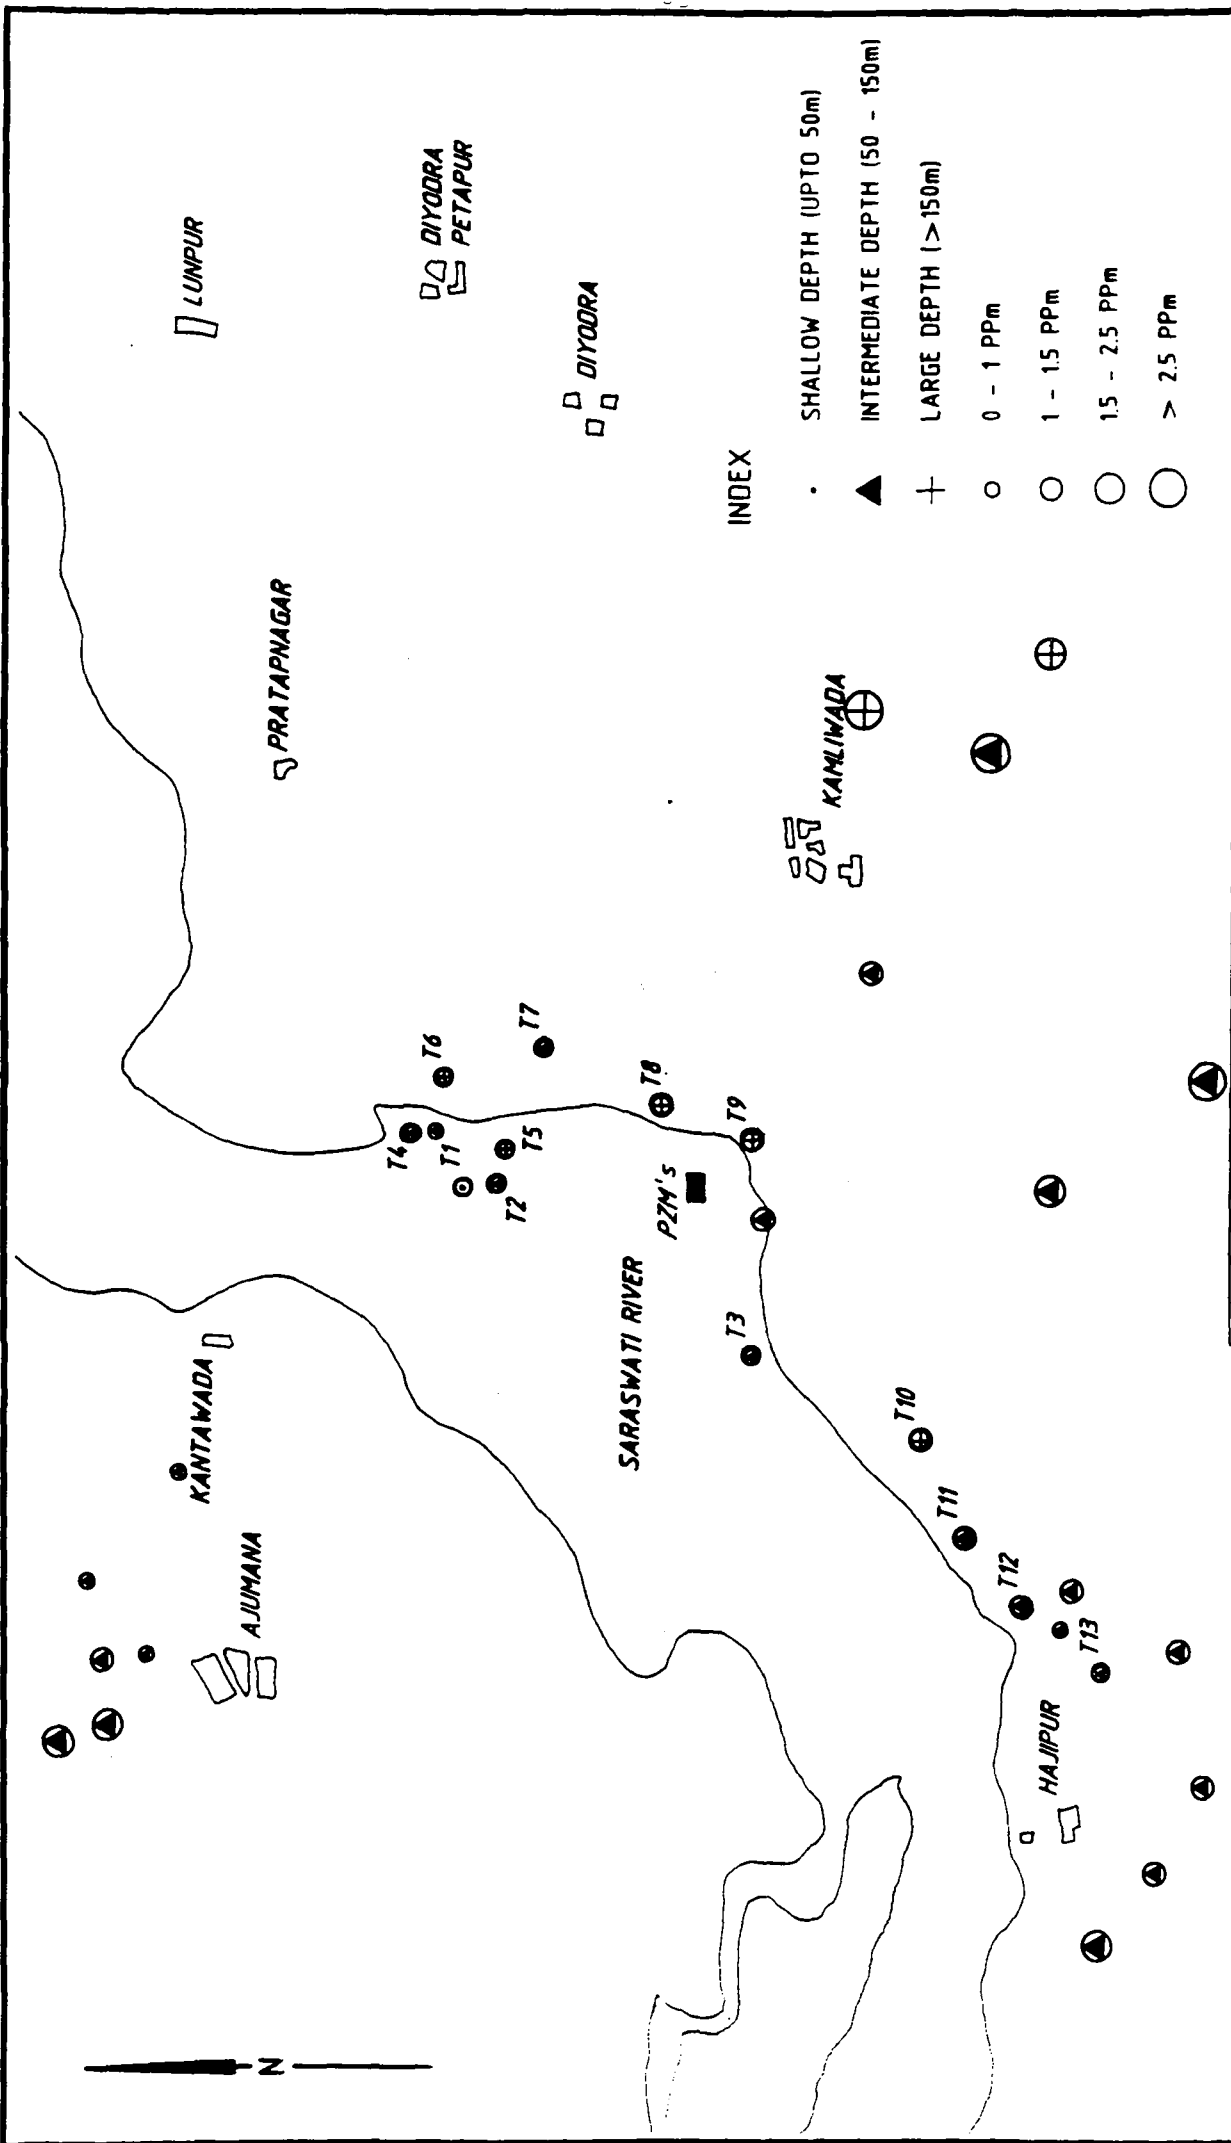 LUNPUR
DIYODRA
PETAPUR
DIYODRA
PRATAPNAGAR
KAMLIWADA
KANTAWADA
AJUMANA
SARASWATI RIVER
PZM's
HAJIPUR
T4
T1
T6
T7
T5
T2
T8
T9
T3
T10
T11
T12
T13
N
INDEX
SHALLOW DEPTH (UPTO 50m)
INTERMEDIATE DEPTH (50 - 150m)
LARGE DEPTH (>150m)
0 - 1 PPm
1 - 1.5 PPm
1.5 - 2.5 PPm
> 2.5 PPm